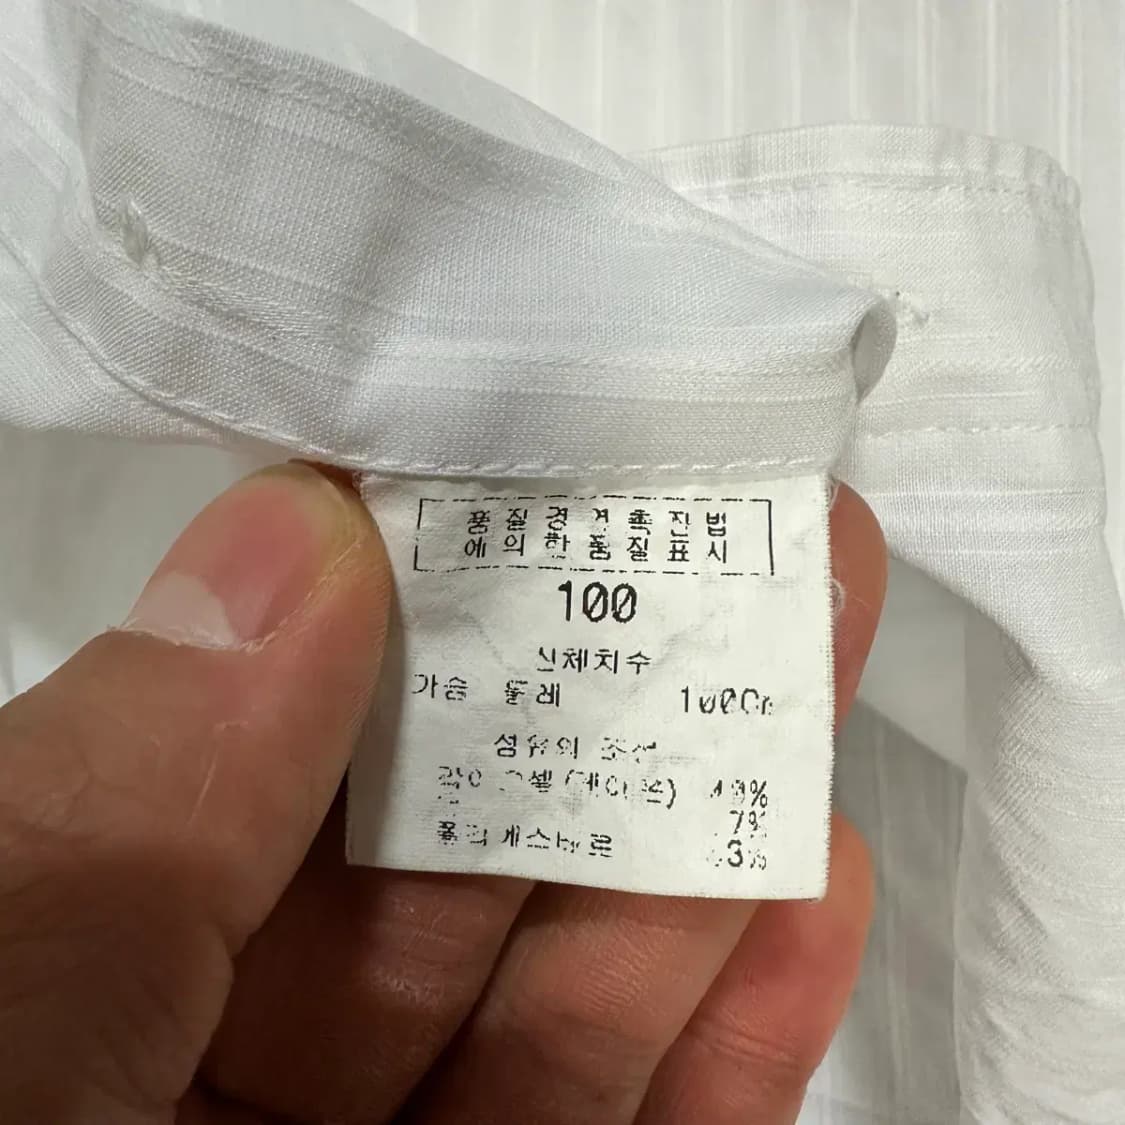 품질경영촉진법
에의한품질표시
100
신체치수
가슴 둘레 100Cm
섬유의 조성
7%
폴리에스테르